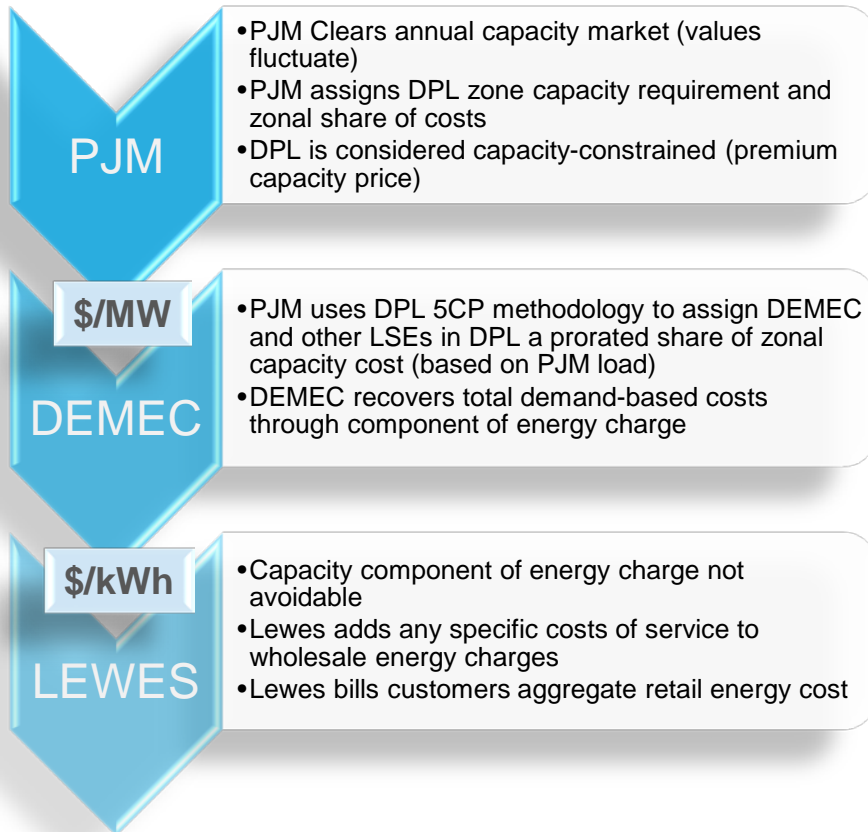 PJM
•PJM Clears annual capacity market (values
fluctuate)
•PJM assigns DPL zone capacity requirement and
zonal share of costs
•DPL is considered capacity-constrained (premium
capacity price)
$/MW
DEMEC
•PJM uses DPL 5CP methodology to assign DEMEC
and other LSEs in DPL a prorated share of zonal
capacity cost (based on PJM load)
•DEMEC recovers total demand-based costs
through component of energy charge
$/kWh
LEWES
•Capacity component of energy charge not
avoidable
•Lewes adds any specific costs of service to
wholesale energy charges
•Lewes bills customers aggregate retail energy cost